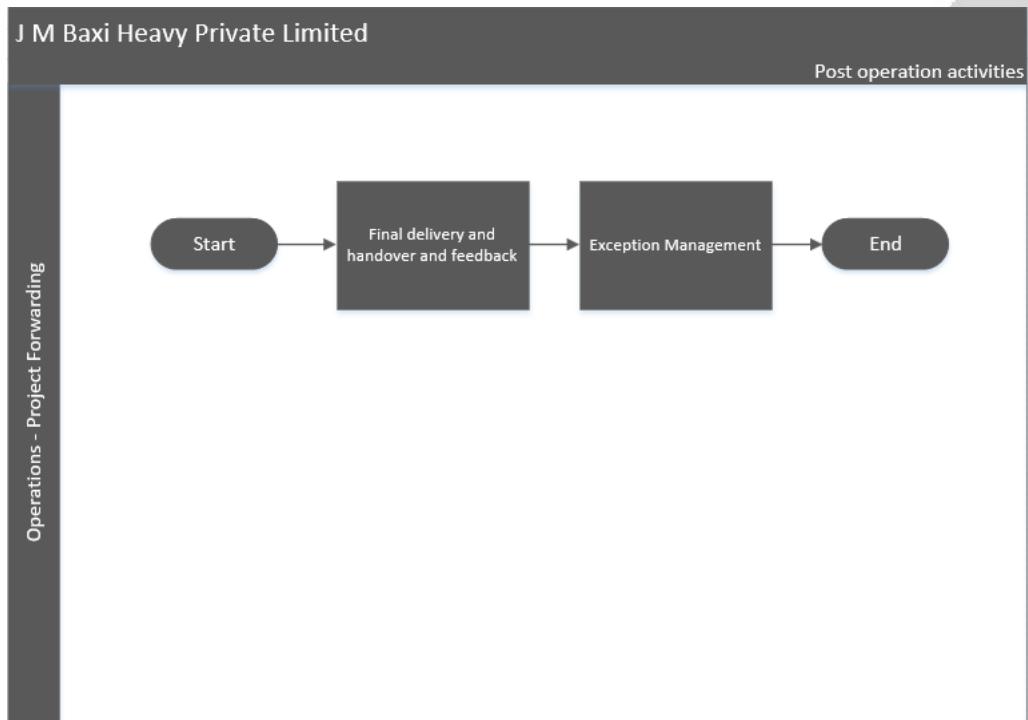 J M Baxi Heavy Private Limited
Post operation activities
Operations - Project Forwarding
Start
Final delivery and
handover and feedback
Exception Management
End